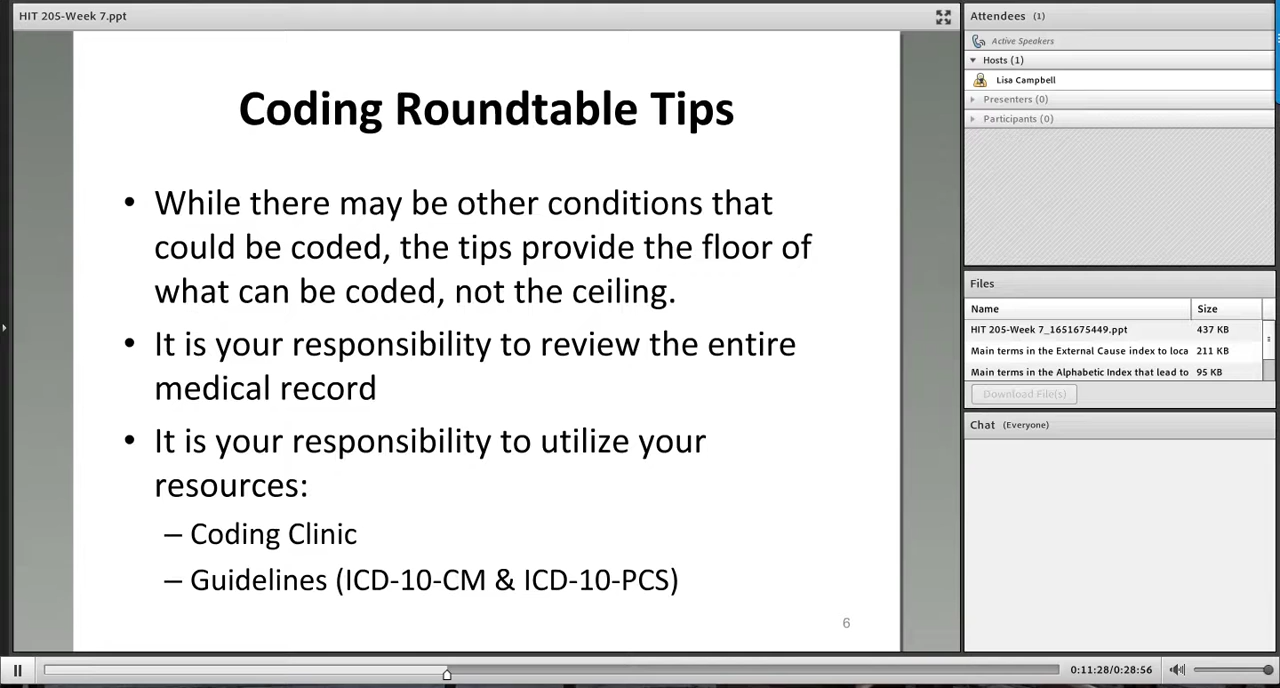 HIT 205-Week 7.ppt
Coding Roundtable Tips
• While there may be other conditions that
could be coded, the tips provide the floor of
what can be coded, not the ceiling.
• It is your responsibility to review the entire
medical record
• It is your responsibility to utilize your
resources:
– Coding Clinic
– Guidelines (ICD-10-CM & ICD-10-PCS)
6
Attendees (1)
Active Speakers
Hosts (1)
Lisa Campbell
Presenters (0)
Participants (0)
Files
Name Size
HIT 205-Week 7_1651675449.ppt 437 KB
Main terms in the External Cause index to loca 211 KB
Main terms in the Alphabetic Index that lead to 95 KB
Download File(s)
Chat (Everyone)
0:11:28/0:28:56